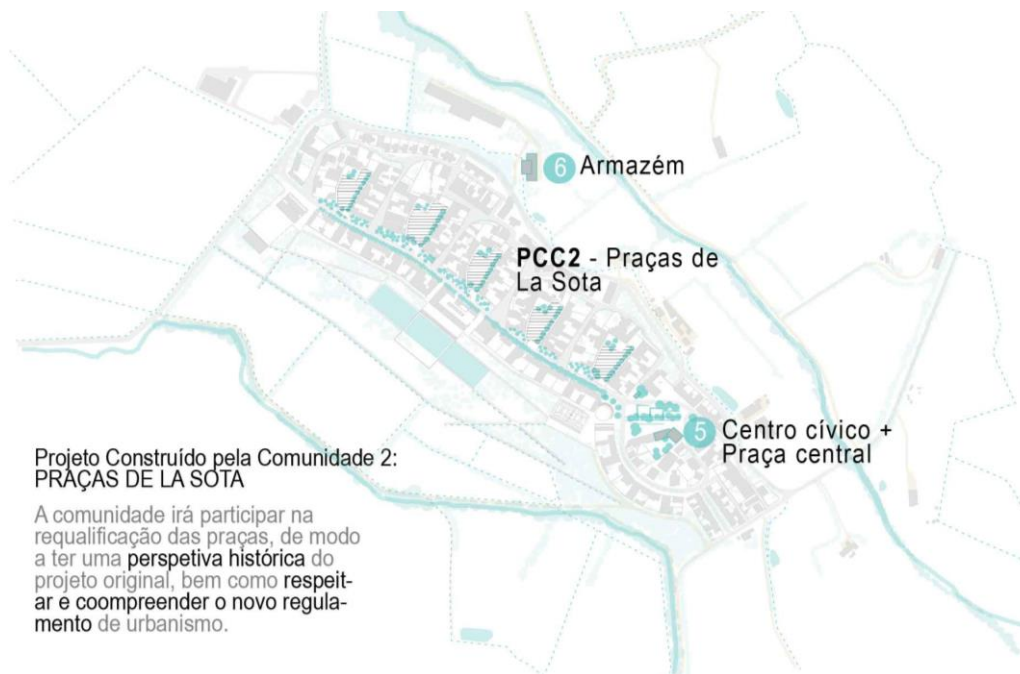 6 Armazém
PCC2 - Praças de
La Sota
5 Centro cívico +
Praça central
Projeto Construído pela Comunidade 2:
PRAÇAS DE LA SOTA
A comunidade irá participar na
requalificação das praças, de modo
a ter uma perspetiva histórica do
projeto original, bem como respeit-
ar e coompreender o novo regula-
mento de urbanismo.